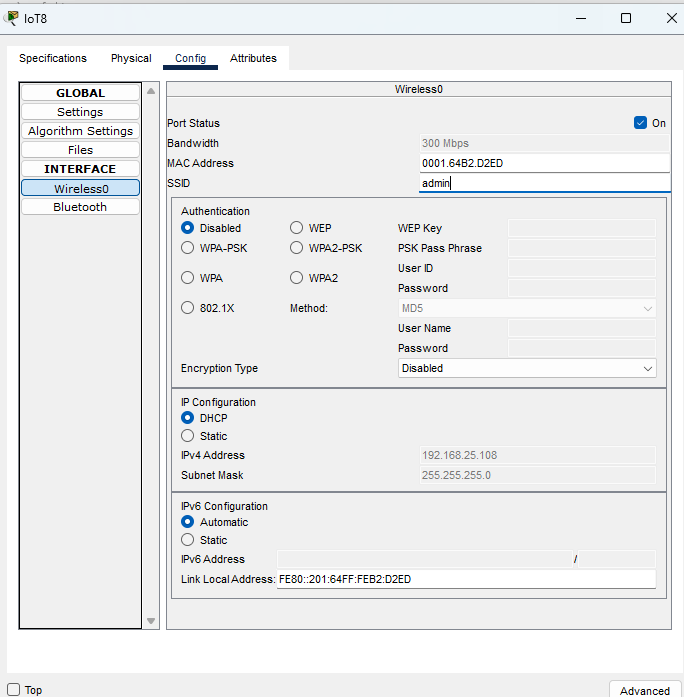 IoT8
Specifications Physical Config Attributes
GLOBAL
Settings
Algorithm Settings
Files
INTERFACE
Wireless0
Bluetooth
Wireless0
Port Status On
Bandwidth 300 Mbps
MAC Address 0001.64B2.D2ED
SSID admin
Authentication
Disabled WEP WEP Key
WPA-PSK WPA2-PSK PSK Pass Phrase
User ID
WPA WPA2
Password
802.1X Method: MD5
User Name
Password
Encryption Type Disabled
IP Configuration
DHCP
Static
IPv4 Address 192.168.25.108
Subnet Mask 255.255.255.0
IPv6 Configuration
Automatic
Static
IPv6 Address /
Link Local Address: FE80::201:64FF:FEB2:D2ED
Top Advanced